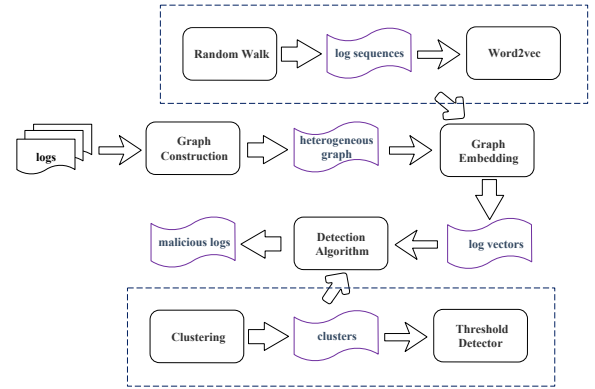 Random Walk
log sequences
Word2vec
logs
Graph
Construction
heterogeneous
graph
Graph
Embedding
malicious logs
Detection
Algorithm
log vectors
Clustering
clusters
Threshold
Detector